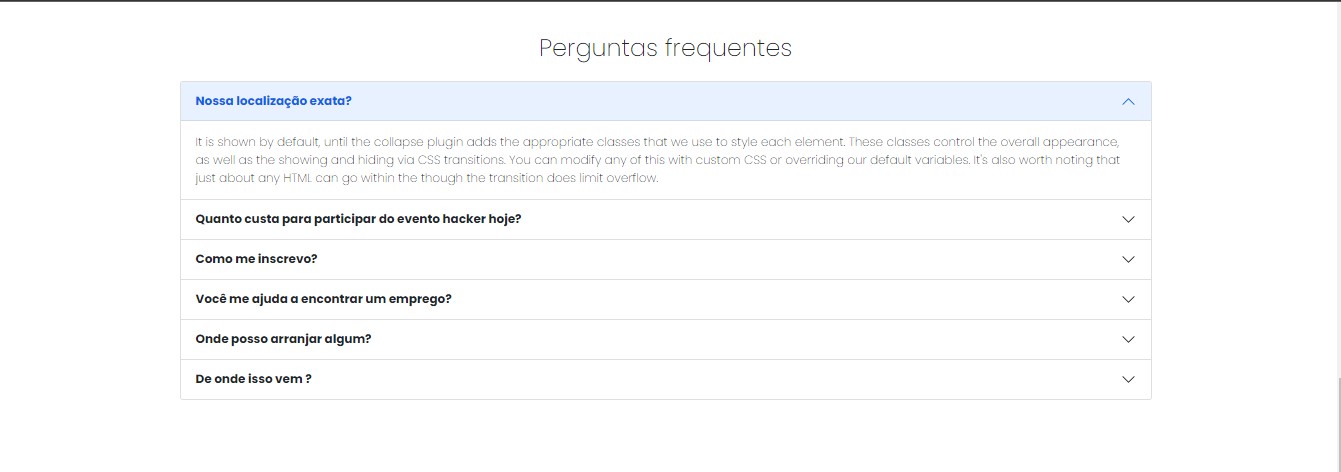 Perguntas frequentes
Nossa localização exata?
It is shown by default, until the collapse plugin adds the appropriate classes that we use to style each element. These classes control the overall appearance,
as well as the showing and hiding via CSS transitions. You can modify any of this with custom CSS or overriding our default variables. It's also worth noting that
just about any HTML can go within the though the transition does limit overflow.
Quanto custa para participar do evento hacker hoje?
Como me inscrevo?
Você me ajuda a encontrar um emprego?
Onde posso arranjar algum?
De onde isso vem ?